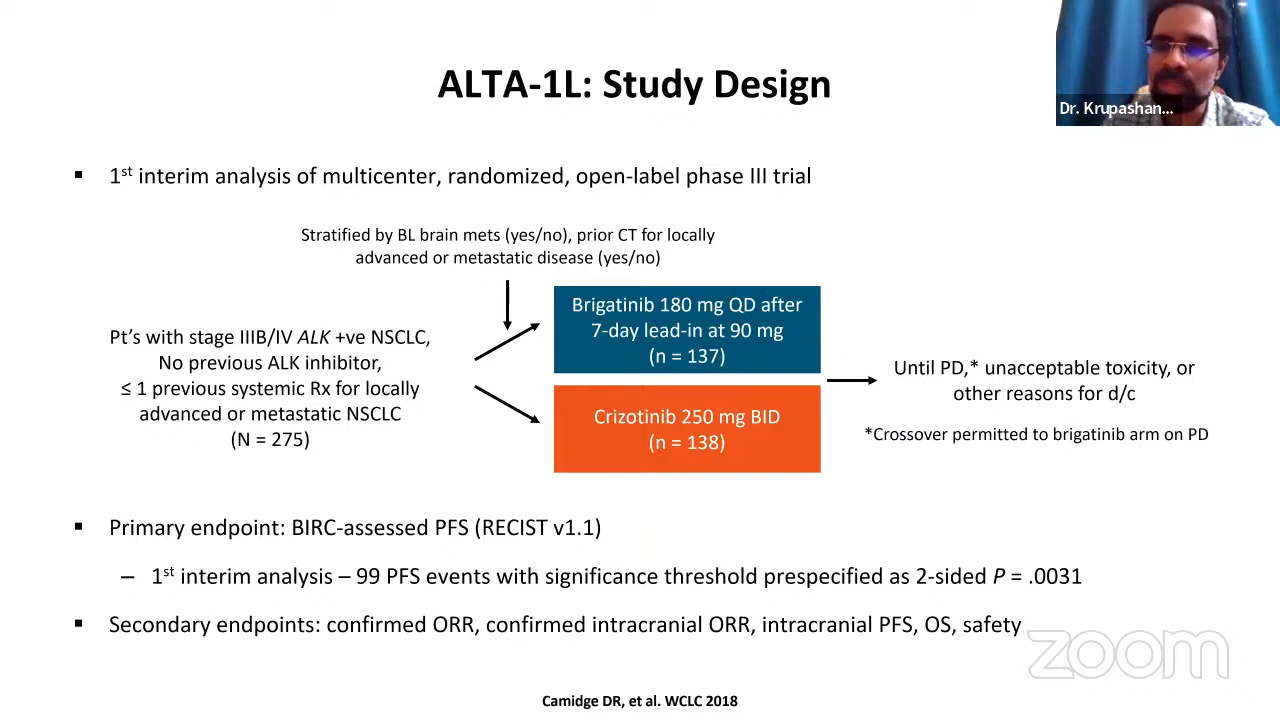 ALTA-1L: Study Design
Dr. Krupashan...
▪ 1st interim analysis of multicenter, randomized, open-label phase III trial
Stratified by BL brain mets (yes/no), prior CT for locally
advanced or metastatic disease (yes/no)
Pt's with stage IIIB/IV ALK +ve NSCLC,
No previous ALK inhibitor,
≤ 1 previous systemic Rx for locally
advanced or metastatic NSCLC
(N = 275)
Brigatinib 180 mg QD after
7-day lead-in at 90 mg
(n = 137)
Crizotinib 250 mg BID
(n = 138)
Until PD,* unacceptable toxicity, or
other reasons for d/c
*Crossover permitted to brigatinib arm on PD
▪ Primary endpoint: BIRC-assessed PFS (RECIST v1.1)
– 1st interim analysis – 99 PFS events with significance threshold prespecified as 2-sided P = .0031
▪ Secondary endpoints: confirmed ORR, confirmed intracranial ORR, intracranial PFS, OS, safety
zoom
Camidge DR, et al. WCLC 2018